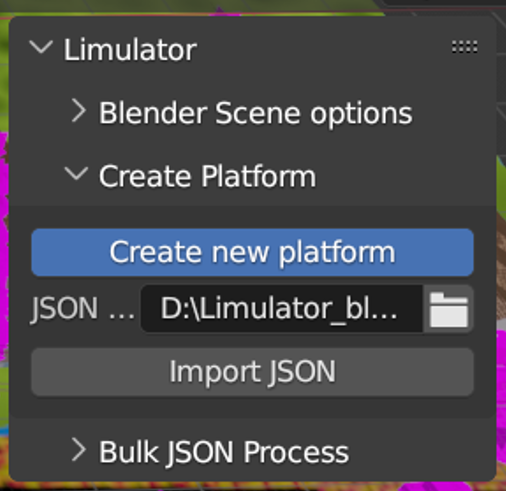 Limulator
Blender Scene options
Create Platform
Create new platform
JSON ... D:\Limulator_bl...
Import JSON
Bulk JSON Process